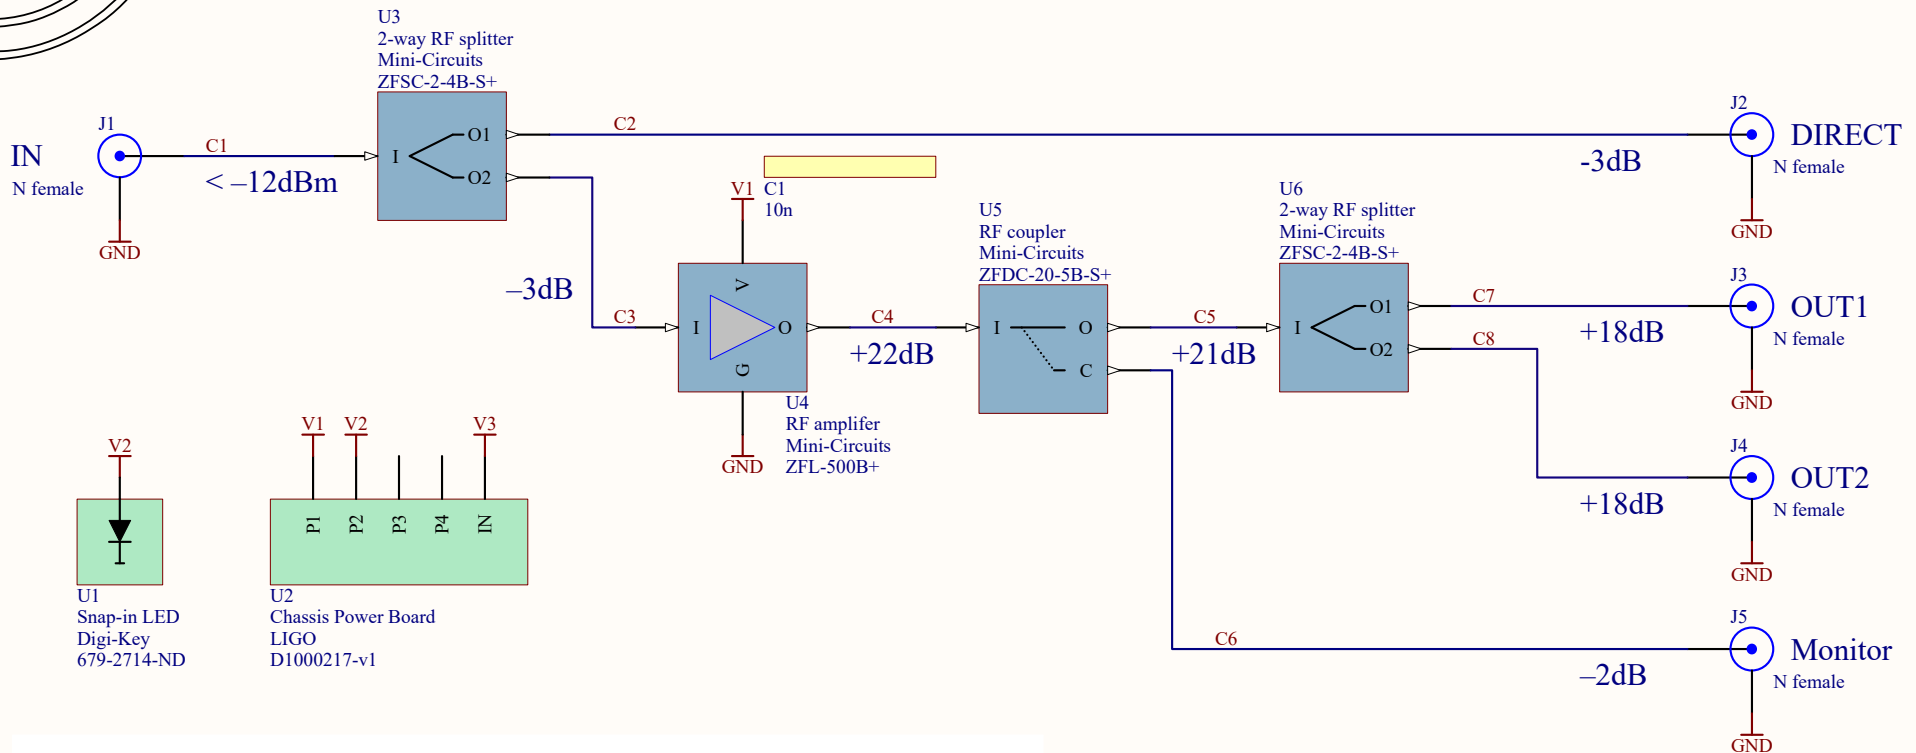 U3
2-way RF splitter
Mini-Circuits
ZFSC-2-4B-S+
J1
IN
N female
C1
< –12dBm
GND
I
O1
O2
C2
-3dB
J2
DIRECT
N female
GND
–3dB
C3
V1
C1
10n
V
I
O
G
GND
U4
RF amplifer
Mini-Circuits
ZFL-500B+
C4
+22dB
U5
RF coupler
Mini-Circuits
ZFDC-20-5B-S+
I
O
C
C5
+21dB
U6
2-way RF splitter
Mini-Circuits
ZFSC-2-4B-S+
I
O1
O2
C7
+18dB
J3
OUT1
N female
GND
C8
+18dB
J4
OUT2
N female
GND
C6
–2dB
J5
Monitor
N female
GND
V2
U1
Snap-in LED
Digi-Key
679-2714-ND
V1
V2
V3
P1
P2
P3
P4
IN
U2
Chassis Power Board
LIGO
D1000217-v1